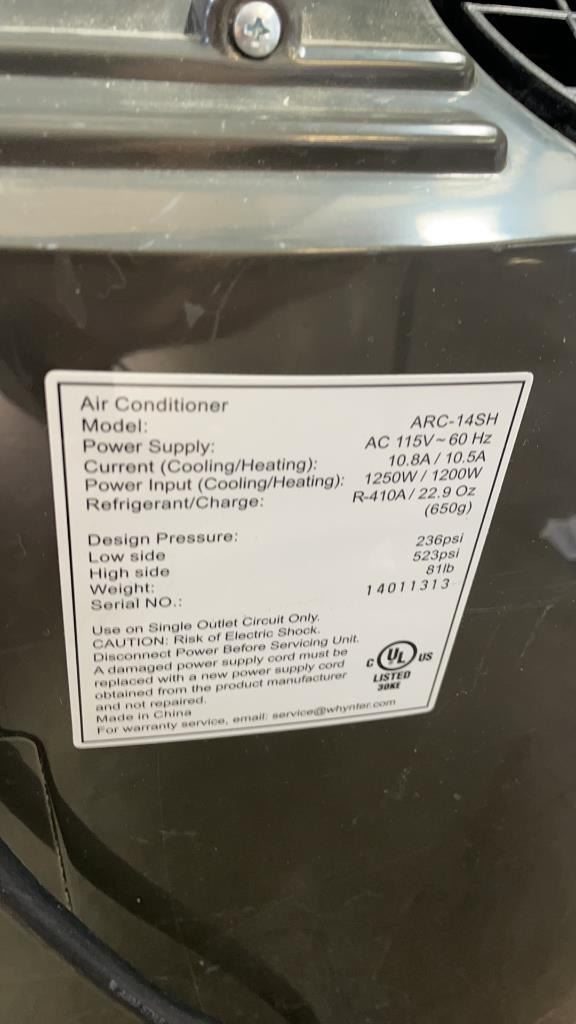 Air Conditioner
Model: ARC-14SH
Power Supply: AC 115V~60 Hz
Current (Cooling/Heating): 10.8A / 10.5A
Power Input (Cooling/Heating): 1250W / 1200W
Refrigerant/Charge: R-410A / 22.9 Oz
(650g)
Design Pressure:
Low side 236psi
High side 523psi
Weight: 81lb
Serial NO.: 14011313
Use on Single Outlet Circuit Only.
CAUTION: Risk of Electric Shock.
Disconnect Power Before Servicing Unit.
A damaged power supply cord must be
replaced with a new power supply cord
obtained from the product manufacturer
and not repaired.
Made in China
For warranty service, email: service@whynter.com
C UL US
LISTED
30KE